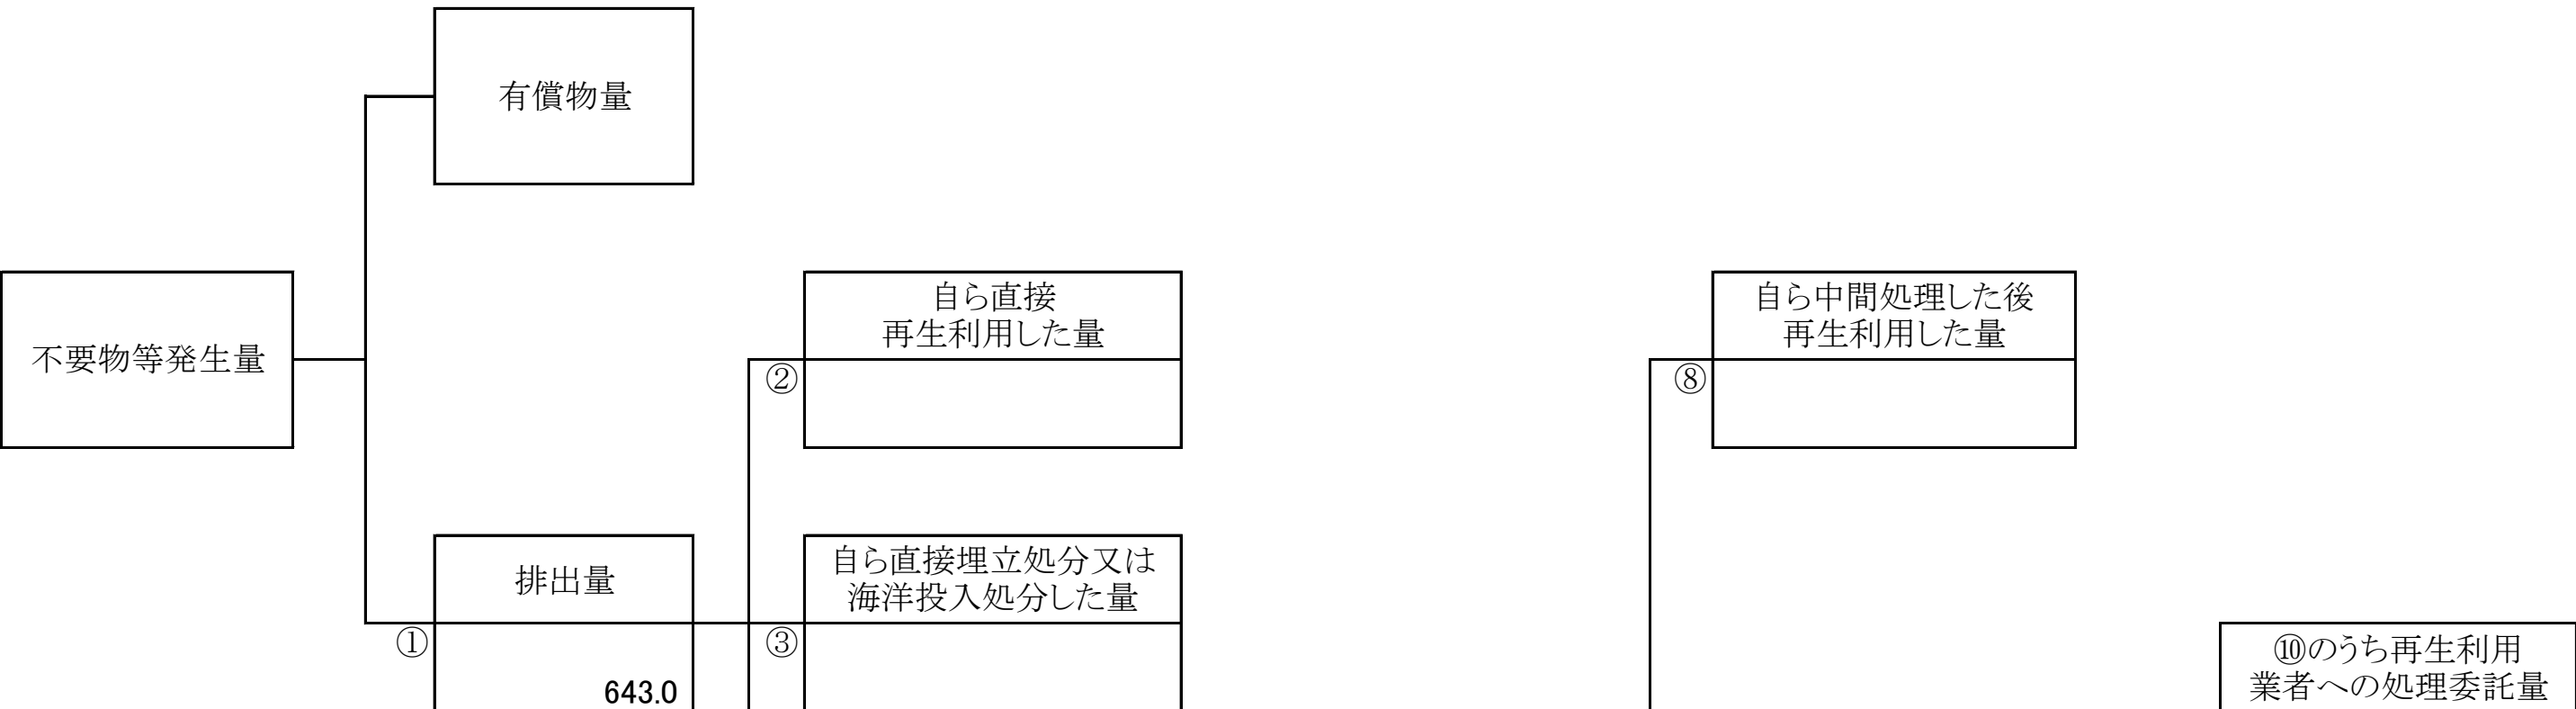 有償物量
不要物等発生量
自ら直接
再生利用した量
②
自ら中間処理した後
再生利用した量
⑧
排出量
①
643.0
自ら直接埋立処分又は
海洋投入処分した量
③
⑩のうち再生利用
業者への処理委託量